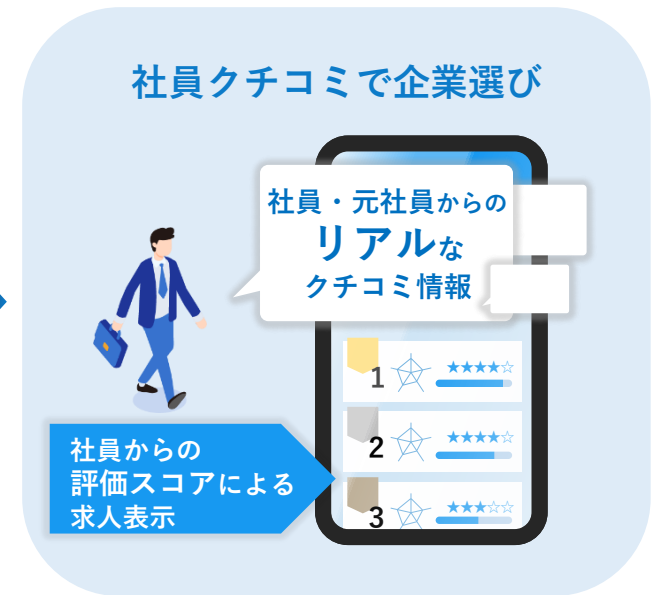 社員クチコミで企業選び
社員・元社員からの
リアルな
クチコミ情報
1 ★★★★☆
2 ★★★★☆
3 ★★★☆☆
社員からの
評価スコアによる
求人表示